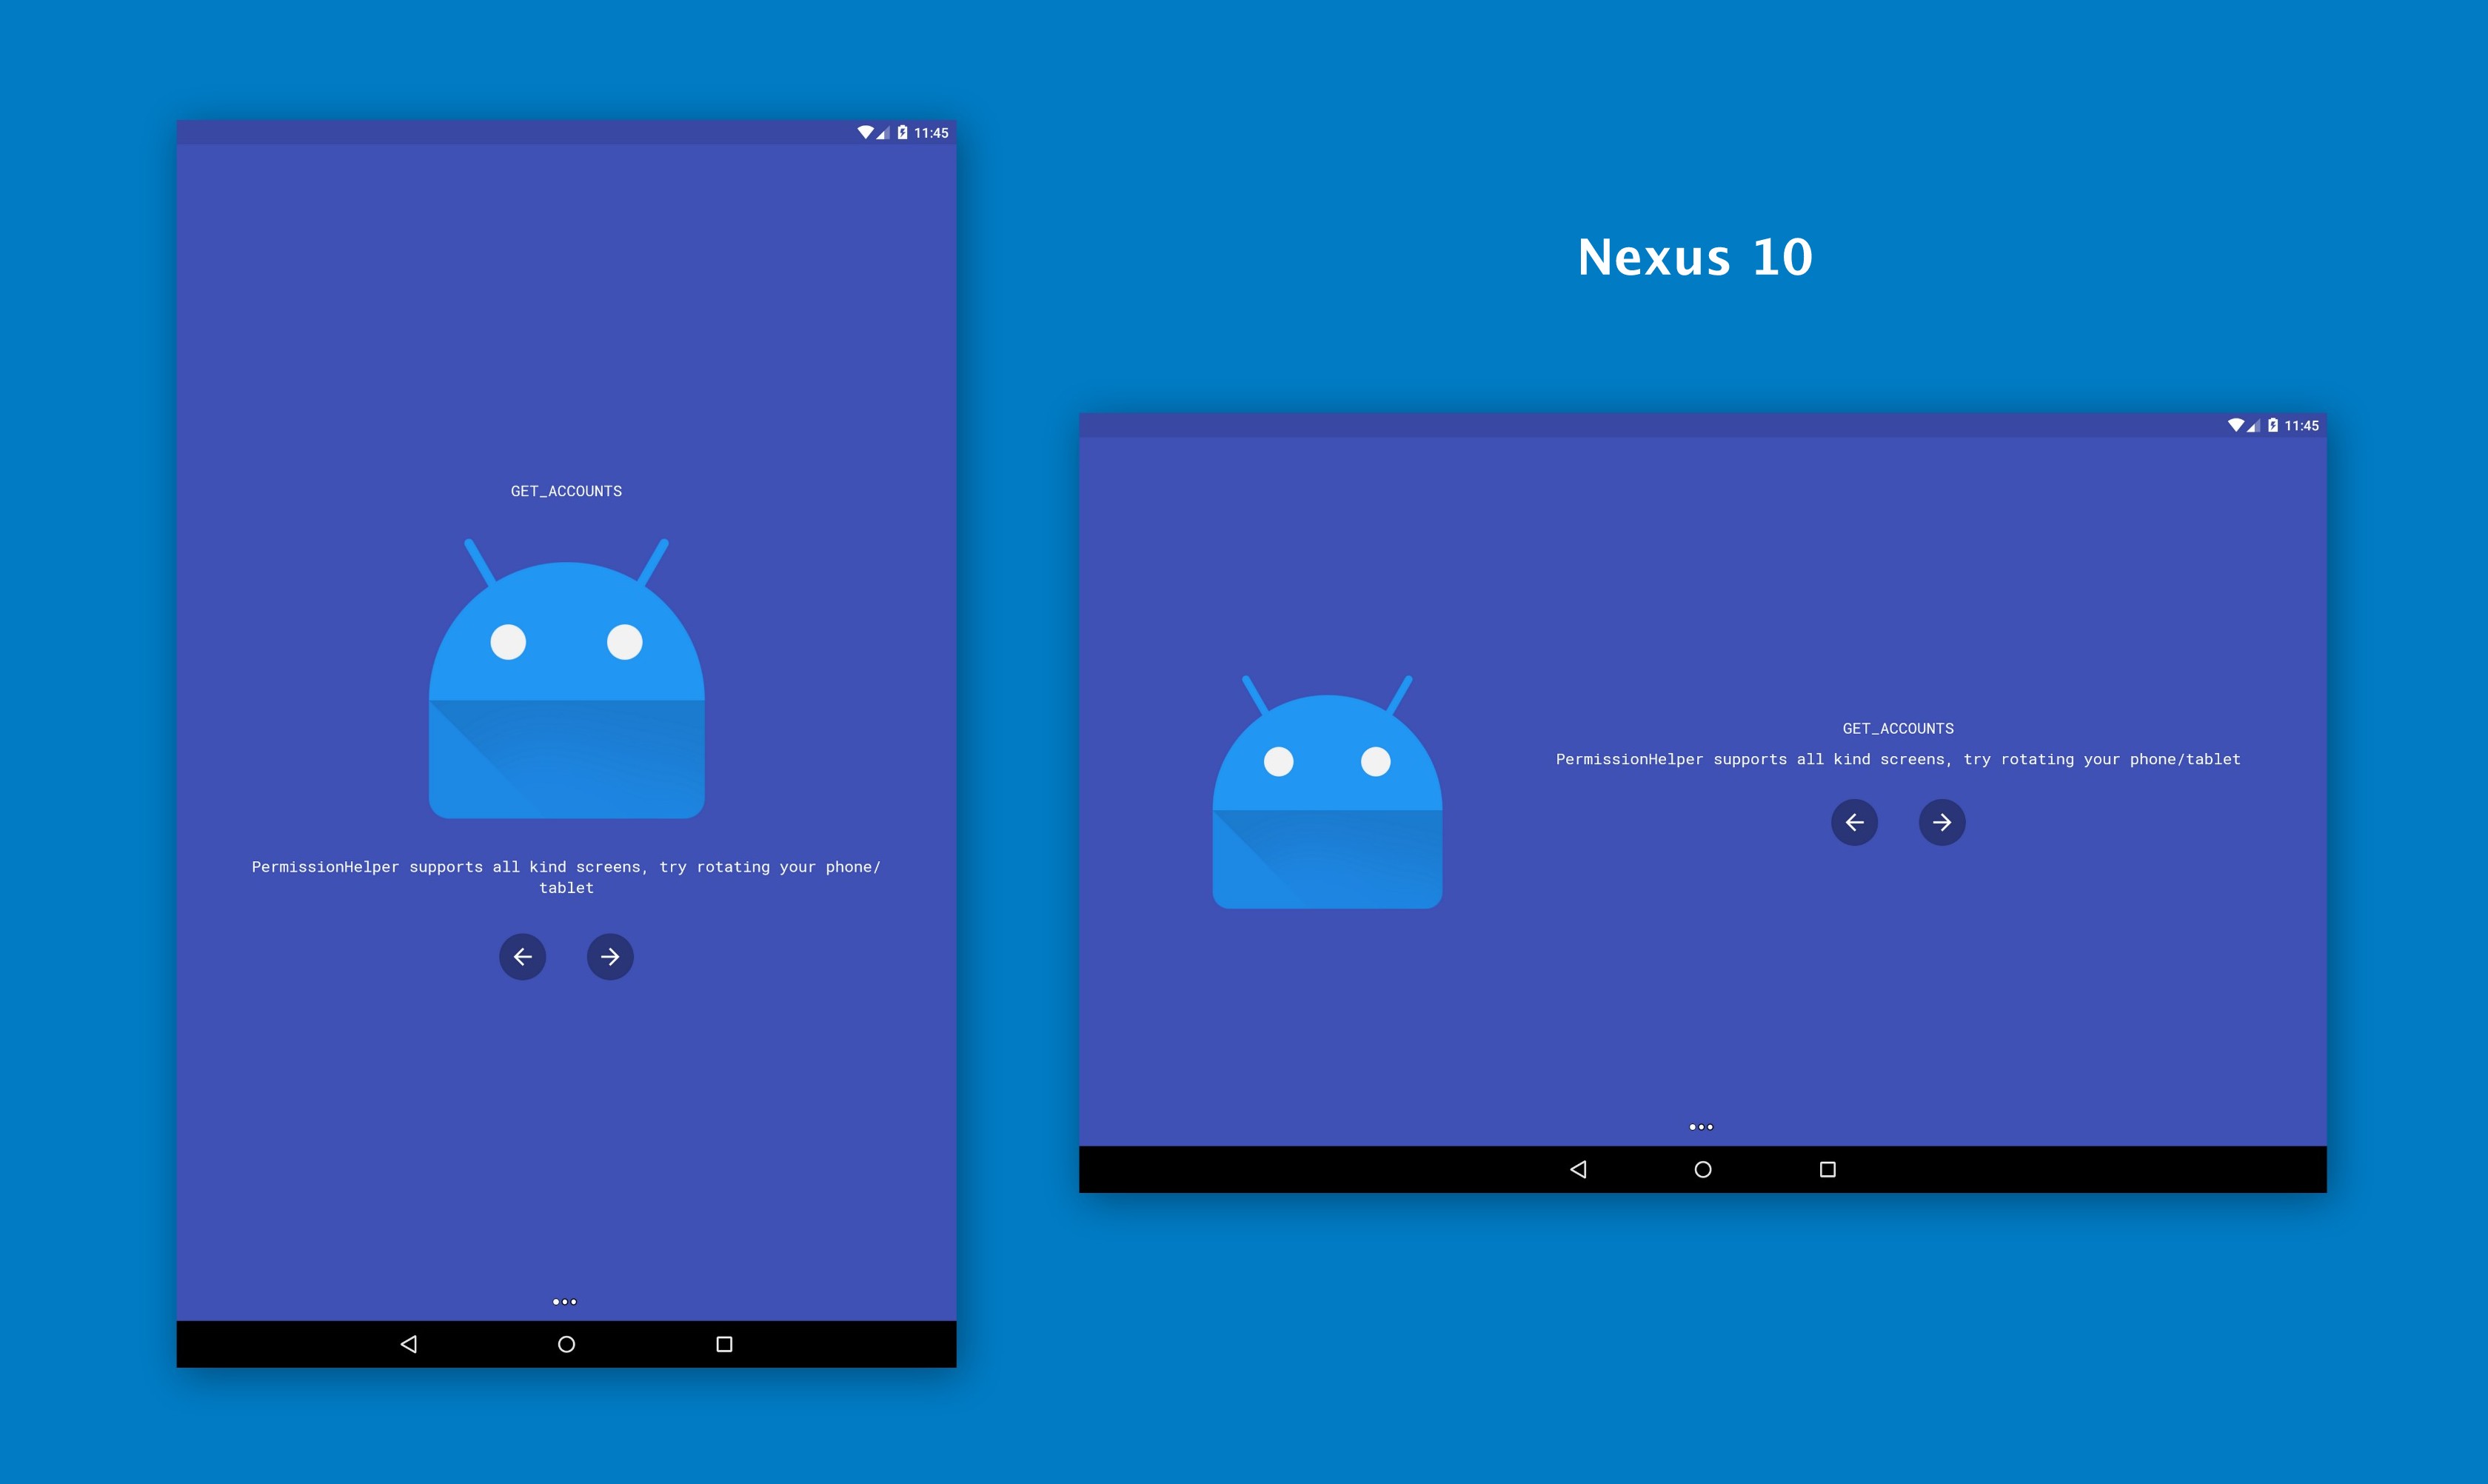 11:45
GET_ACCOUNTS
PermissionHelper supports all kind screens, try rotating your phone/
tablet
Nexus 10
11:45
GET_ACCOUNTS
PermissionHelper supports all kind screens, try rotating your phone/tablet